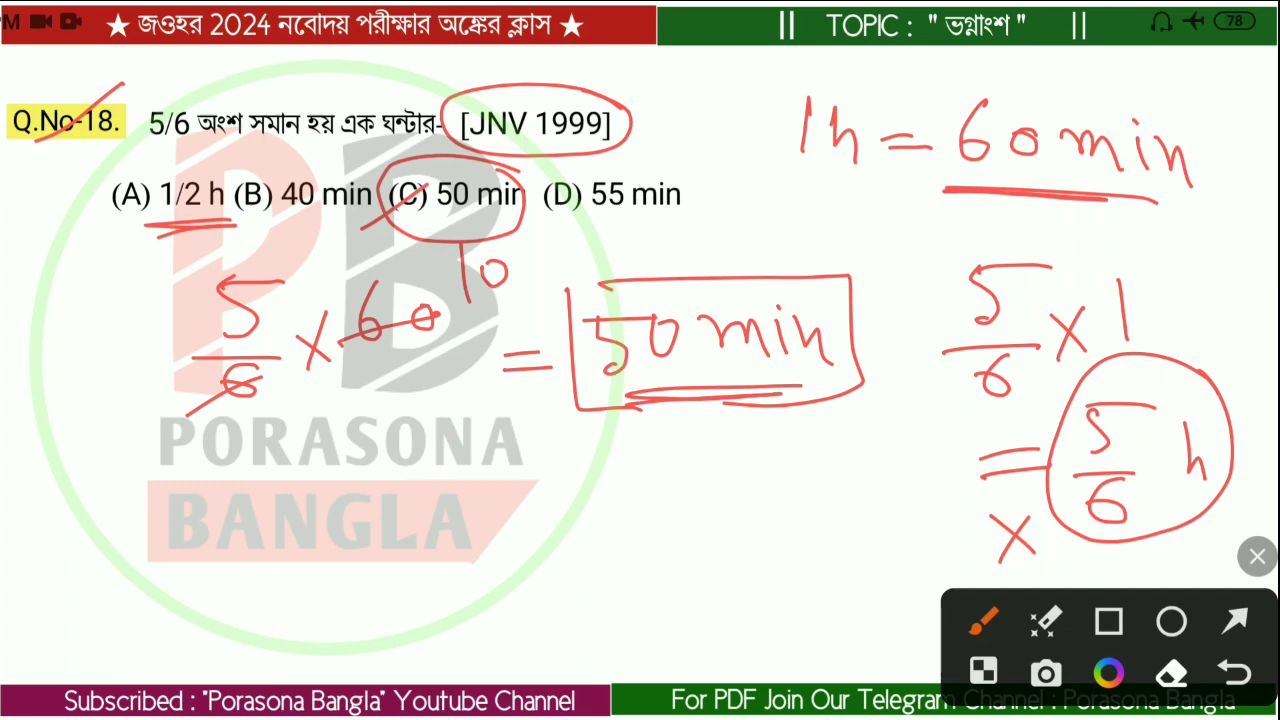 PM
★ জওহর 2024 নবোদয় পরীক্ষার অঙ্কের ক্লাস ★
|| TOPIC : " ভগ্নাংশ " ||
78
Q.No-18. 5/6 অংশ সমান হয় এক ঘন্টার- [JNV 1999]
(A) 1/2 h (B) 40 min (C) 50 min (D) 55 min
1h = 60 min
5/6 × 60 10 = 50 min
5/6 × 1
= 5/6 h
×
PORASONA
BANGLA
Subscribed : "Porasona Bangla" Youtube Channel
For PDF Join Our Telegram Channel : Porasona Bangla